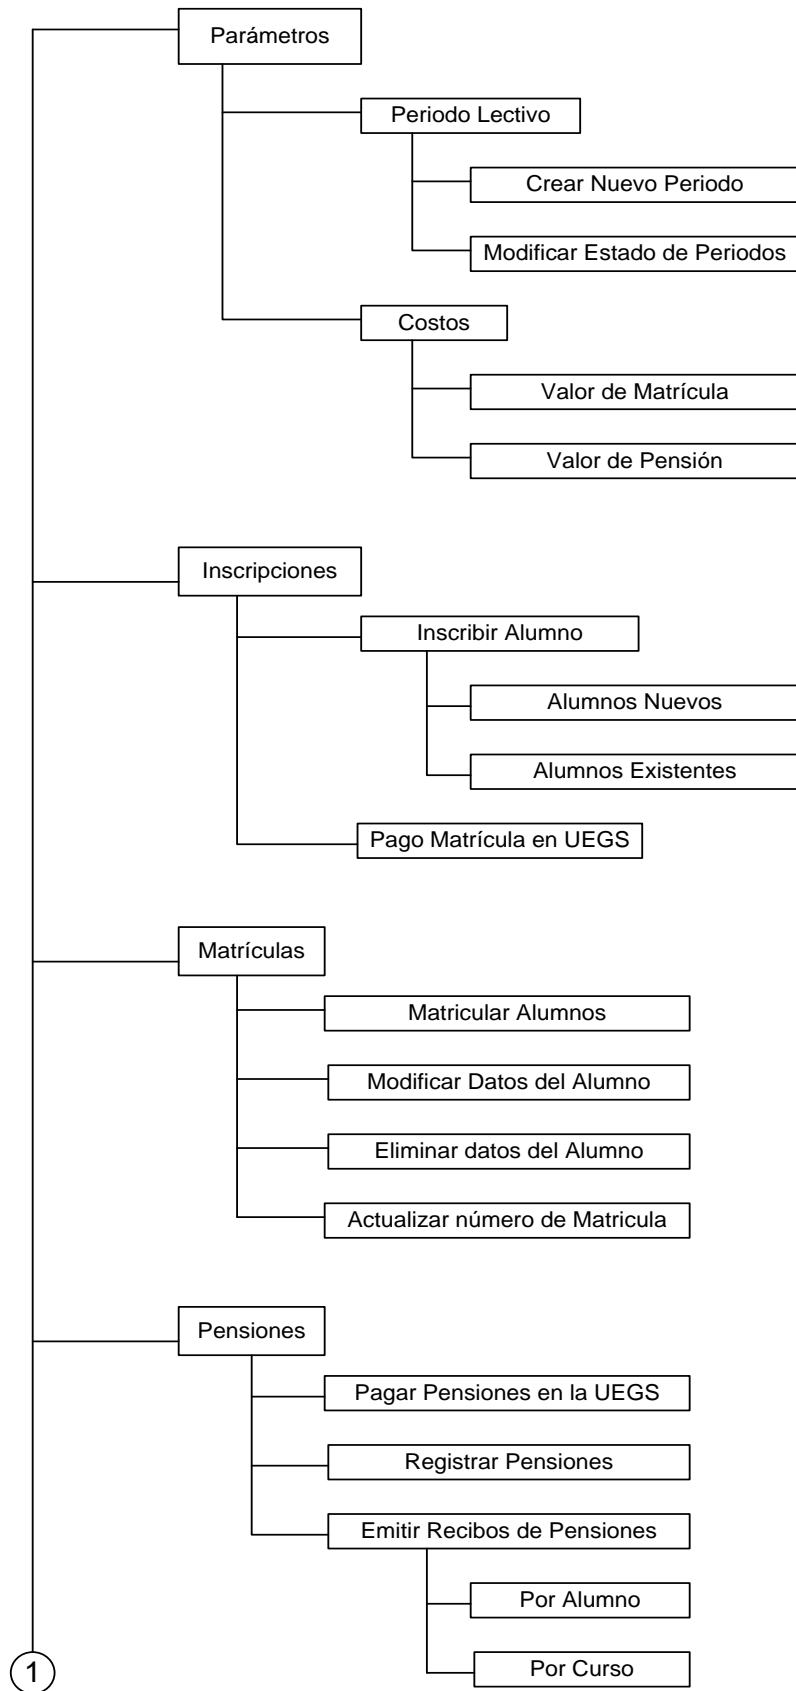 Parámetros
Periodo Lectivo
Crear Nuevo Periodo
Modificar Estado de Periodos
Costos
Valor de Matrícula
Valor de Pensión
Inscripciones
Inscribir Alumno
Alumnos Nuevos
Alumnos Existentes
Pago Matrícula en UEGS
Matrículas
Matricular Alumnos
Modificar Datos del Alumno
Eliminar datos del Alumno
Actualizar número de Matricula
Pensiones
Pagar Pensiones en la UEGS
Registrar Pensiones
Emitir Recibos de Pensiones
Por Alumno
Por Curso
1